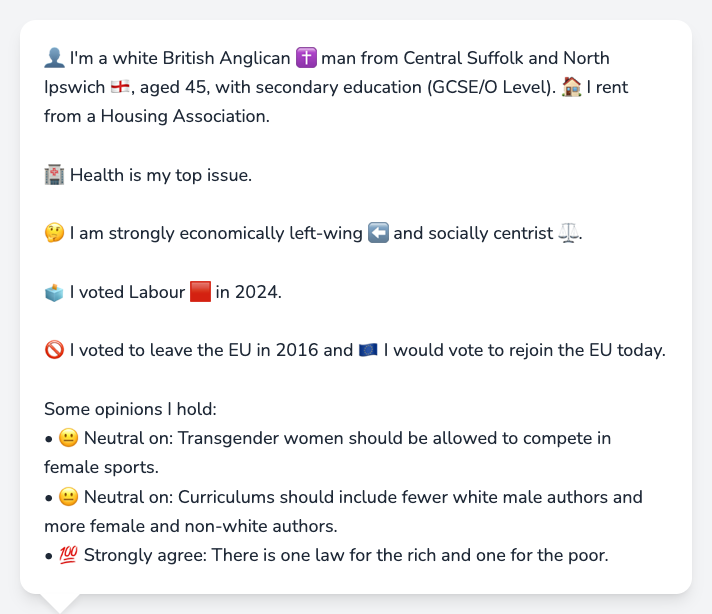 👤 I'm a white British Anglican ✝️ man from Central Suffolk and North
Ipswich 🏴󠁧󠁢󠁥󠁮󠁧󠁿, aged 45, with secondary education (GCSE/O Level). 🏠 I rent
from a Housing Association.
🏥 Health is my top issue.
🤔 I am strongly economically left-wing ⬅️ and socially centrist ⚖️.
🗳️ I voted Labour 🟥 in 2024.
🚫 I voted to leave the EU in 2016 and 🇪🇺 I would vote to rejoin the EU today.
Some opinions I hold:
• 😐 Neutral on: Transgender women should be allowed to compete in
female sports.
• 😐 Neutral on: Curriculums should include fewer white male authors and
more female and non-white authors.
• 💯 Strongly agree: There is one law for the rich and one for the poor.